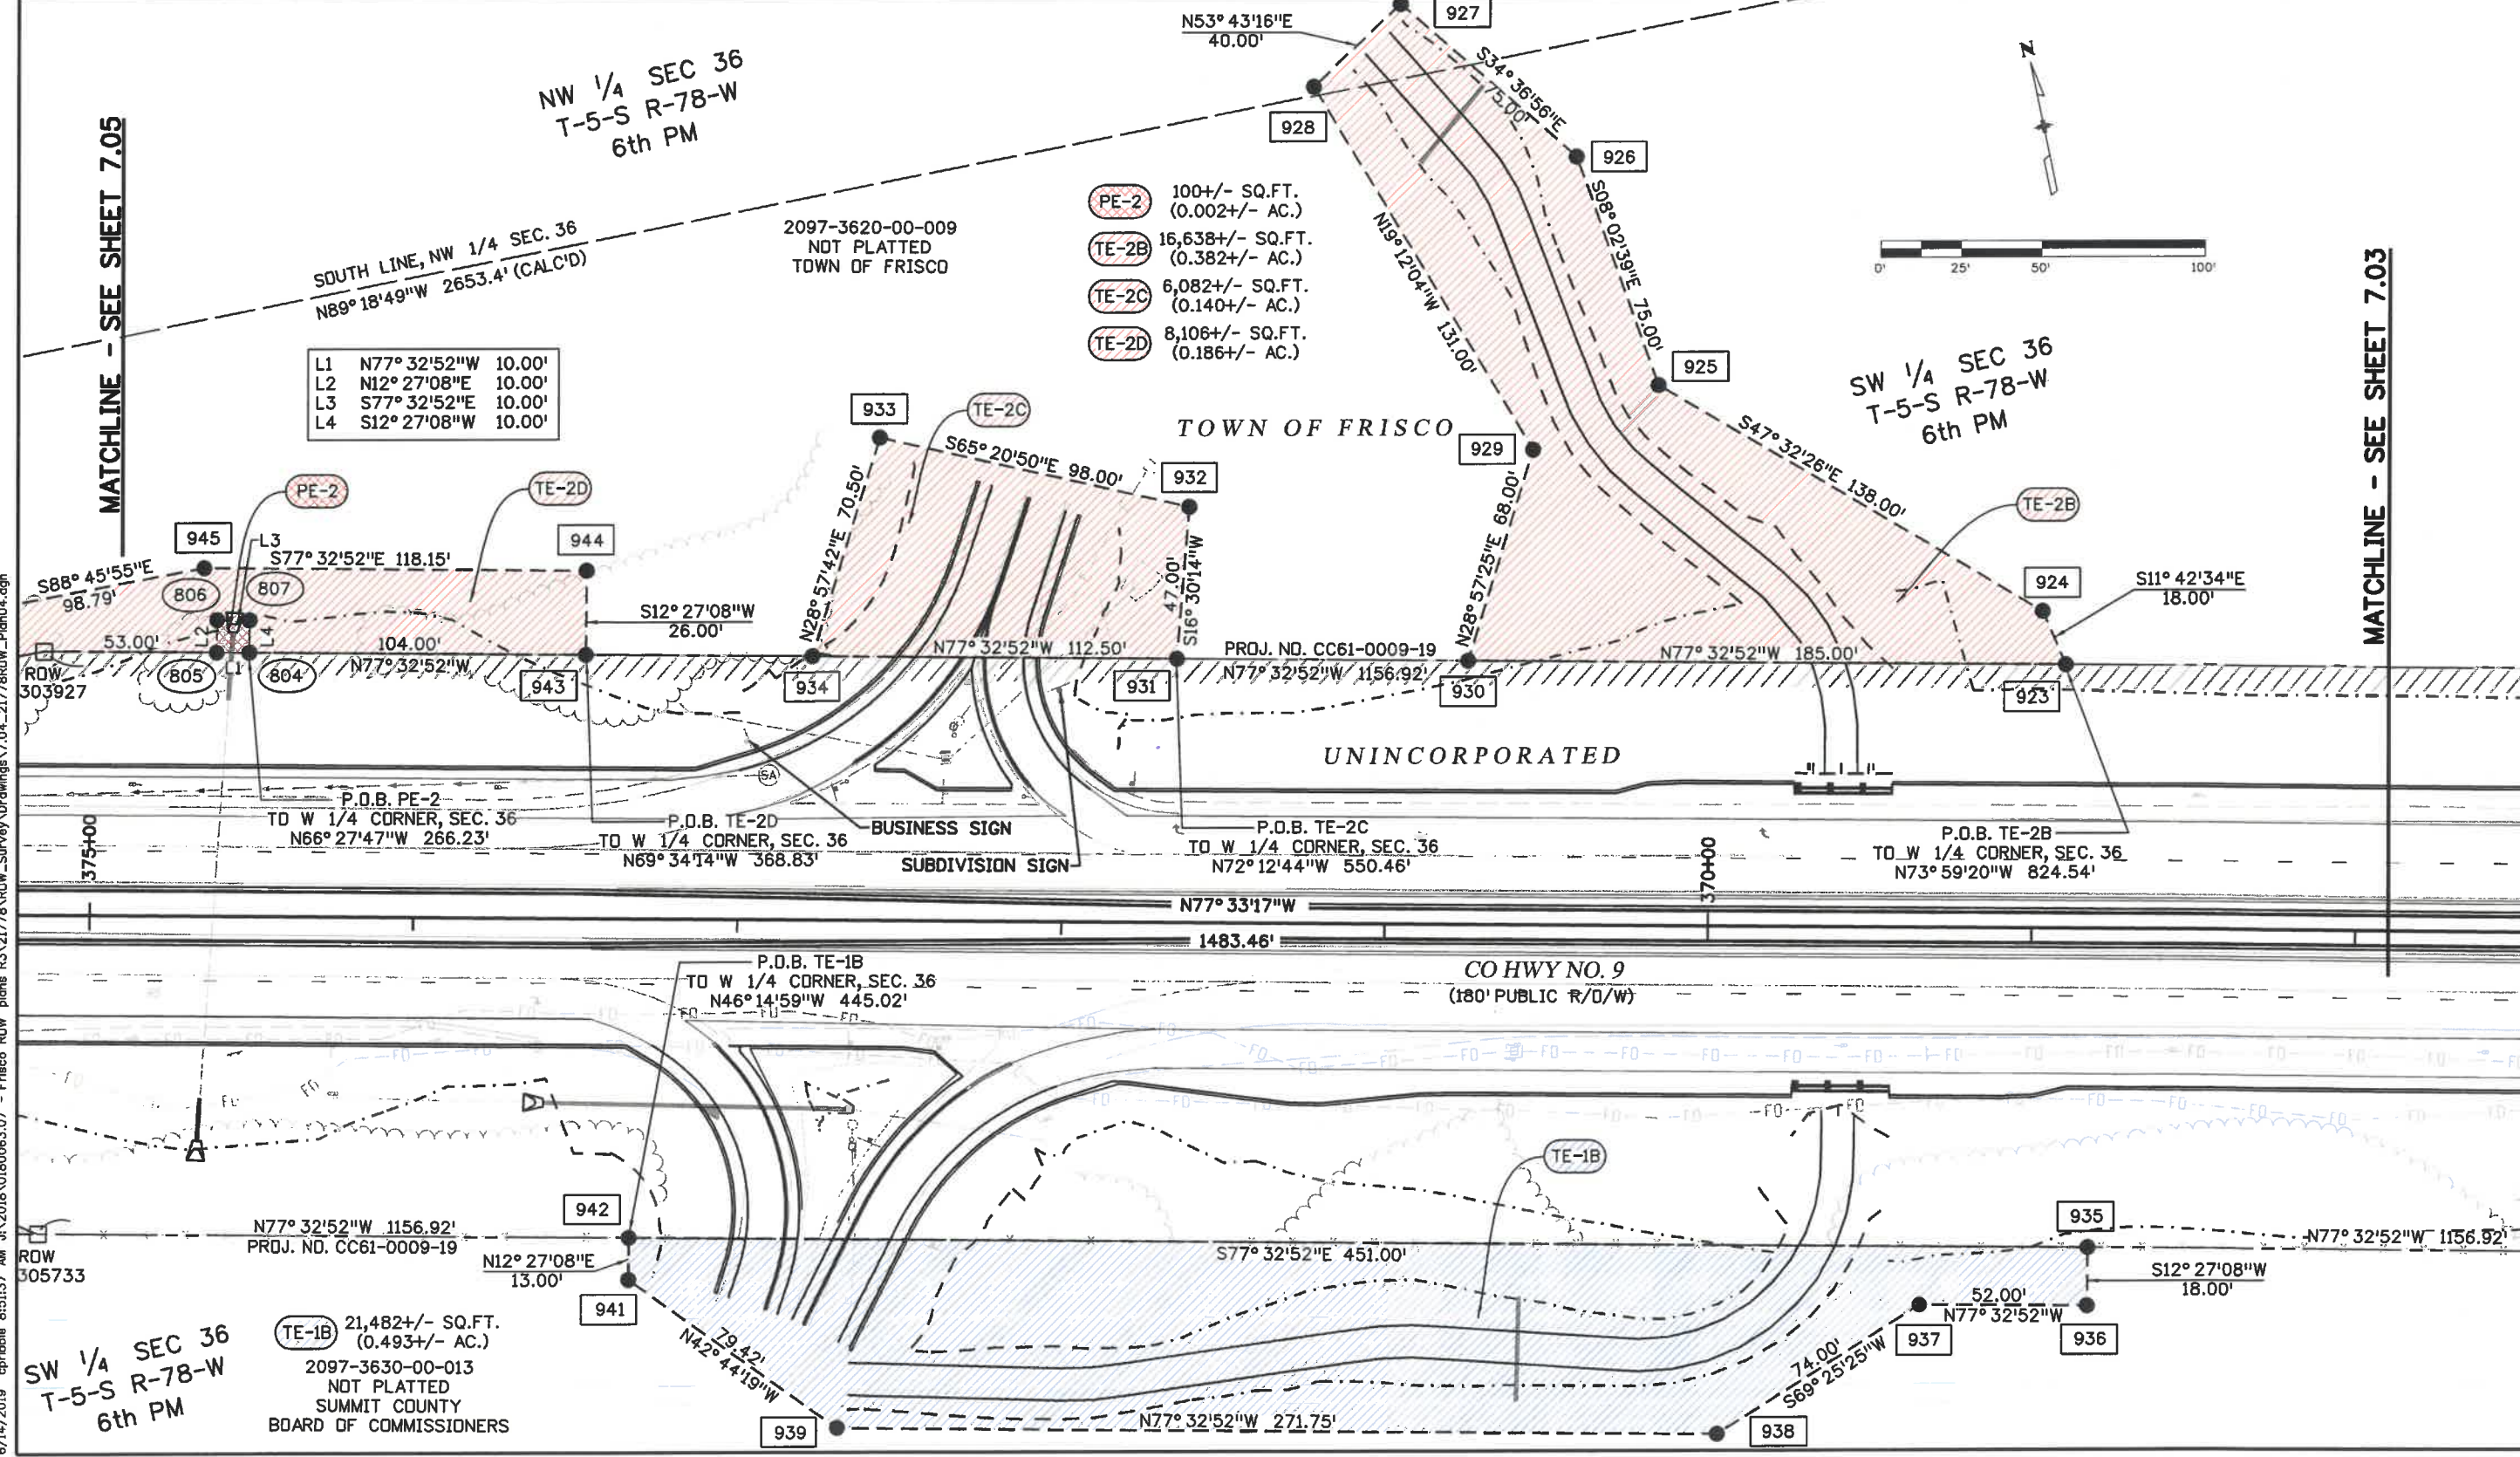 N53°43'16"E
40.00'
927
S34°36'56"E
75.00'
N
NW 1/4 SEC 36
T-5-S R-78-W
6th PM
928
926
MATCHLINE - SEE SHEET 7.05
PE-2 100+/- SQ.FT.
(0.002+/- AC.)
TE-2B 16,638+/- SQ.FT.
(0.382+/- AC.)
TE-2C 6,082+/- SQ.FT.
(0.140+/- AC.)
TE-2D 8,106+/- SQ.FT.
(0.186+/- AC.)
2097-3620-00-009
NOT PLATTED
TOWN OF FRISCO
SOUTH LINE, NW 1/4 SEC. 36
N89°18'49"W 2653.4' (CALC'D)
N19°12'04"W 131.00'
S08°02'39"E 75.00'
0' 25' 50' 100'
MATCHLINE - SEE SHEET 7.03
L1 N77°32'52"W 10.00'
L2 N12°27'08"E 10.00'
L3 S77°32'52"E 10.00'
L4 S12°27'08"W 10.00'
925
SW 1/4 SEC 36
T-5-S R-78-W
6th PM
933
TE-2C
TOWN OF FRISCO
929
S47°32'26"E 138.00'
S65°20'50"E 98.00'
932
PE-2
TE-2D
TE-2B
N28°57'42"E 70.50'
N28°57'25"E 68.00'
945
L3
S77°32'52"E 118.15'
944
S88°45'55"E
98.79'
806
807
924
S11°42'34"E
18.00'
S12°27'08"W
26.00'
47.00'
S16°30'14"W
53.00'
L2
L4
104.00'
N77°32'52"W
N77°32'52"W 112.50'
PROJ. NO. CC61-0009-19
N77°32'52"W 1156.92'
N77°32'52"W 185.00'
ROW
303927
805
L1
804
943
934
931
930
923
UNINCORPORATED
SA
P.O.B. PE-2
TO W 1/4 CORNER, SEC. 36
N66°27'47"W 266.23'
P.O.B. TE-2D
TO W 1/4 CORNER, SEC. 36
N69°34'14"W 368.83'
BUSINESS SIGN
SUBDIVISION SIGN
P.O.B. TE-2C
TO W 1/4 CORNER, SEC. 36
N72°12'44"W 550.46'
P.O.B. TE-2B
TO W 1/4 CORNER, SEC. 36
N73°59'20"W 824.54'
375+00
370+00
N77°33'17"W
1483.46'
P.O.B. TE-1B
TO W 1/4 CORNER, SEC. 36
N46°14'59"W 445.02'
CO HWY NO. 9
(180' PUBLIC R/O/W)
TE-1B
942
935
N77°32'52"W 1156.92'
PROJ. NO. CC61-0009-19
ROW
305733
N12°27'08"E
13.00'
S77°32'52"E 451.00'
N77°32'52"W 1156.92'
S12°27'08"W
18.00'
941
52.00'
N77°32'52"W
937
936
TE-1B 21,482+/- SQ.FT.
(0.493+/- AC.)
2097-3630-00-013
NOT PLATTED
SUMMIT COUNTY
BOARD OF COMMISSIONERS
SW 1/4 SEC 36
T-5-S R-78-W
6th PM
79.42'
N42°44'19"W
74.00'
S69°25'25"W
N77°32'52"W 271.75'
939
938